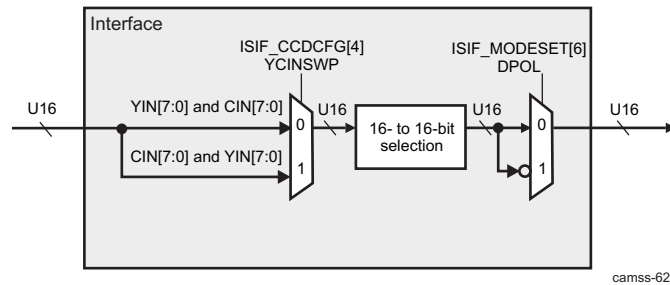 Interface
ISIF_CCDCFG[4]
YCINSWP
ISIF_MODESET[6]
DPOL
U16
YIN[7:0] and CIN[7:0]
0
U16
16- to 16-bit
selection
U16
0
U16
CIN[7:0] and YIN[7:0]
1
1
camss-62